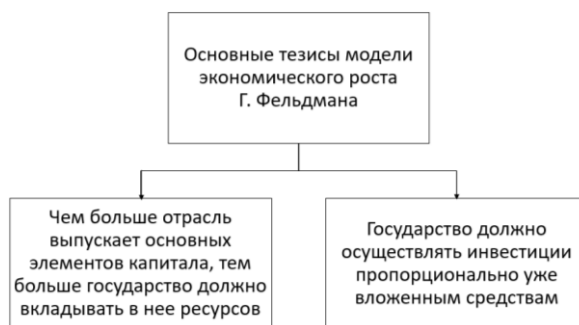 Основные тезисы модели
экономического роста
Г. Фельдмана
Чем больше отрасль
выпускает основных
элементов капитала, тем
больше государство должно
вкладывать в нее ресурсов
Государство должно
осуществлять инвестиции
пропорционально уже
вложенным средствам